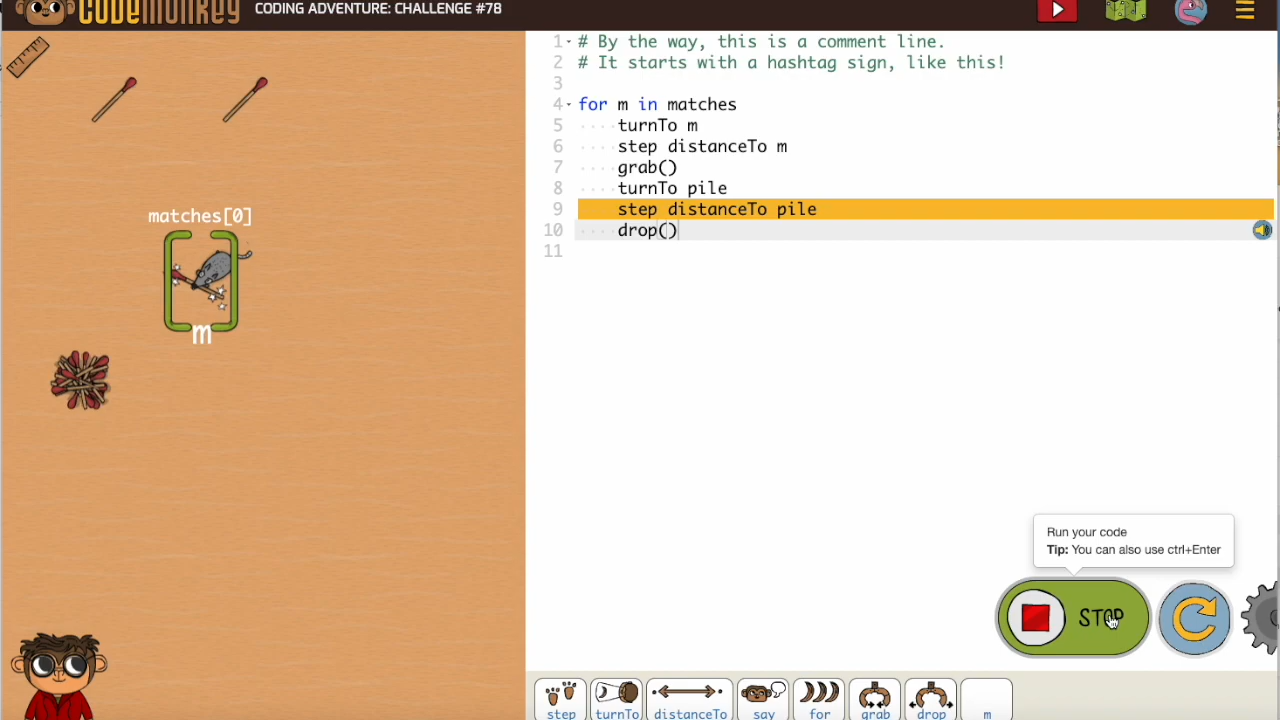 codemonkey
CODING ADVENTURE: CHALLENGE #78
matches[0]
m
1 # By the way, this is a comment line.
2 # It starts with a hashtag sign, like this!
3
4 for m in matches
5 turnTo m
6 step distanceTo m
7 grab()
8 turnTo pile
9 step distanceTo pile
10 drop()
11
Run your code
Tip: You can also use ctrl+Enter
STOP
step turnTo distanceTo say for grab drop m